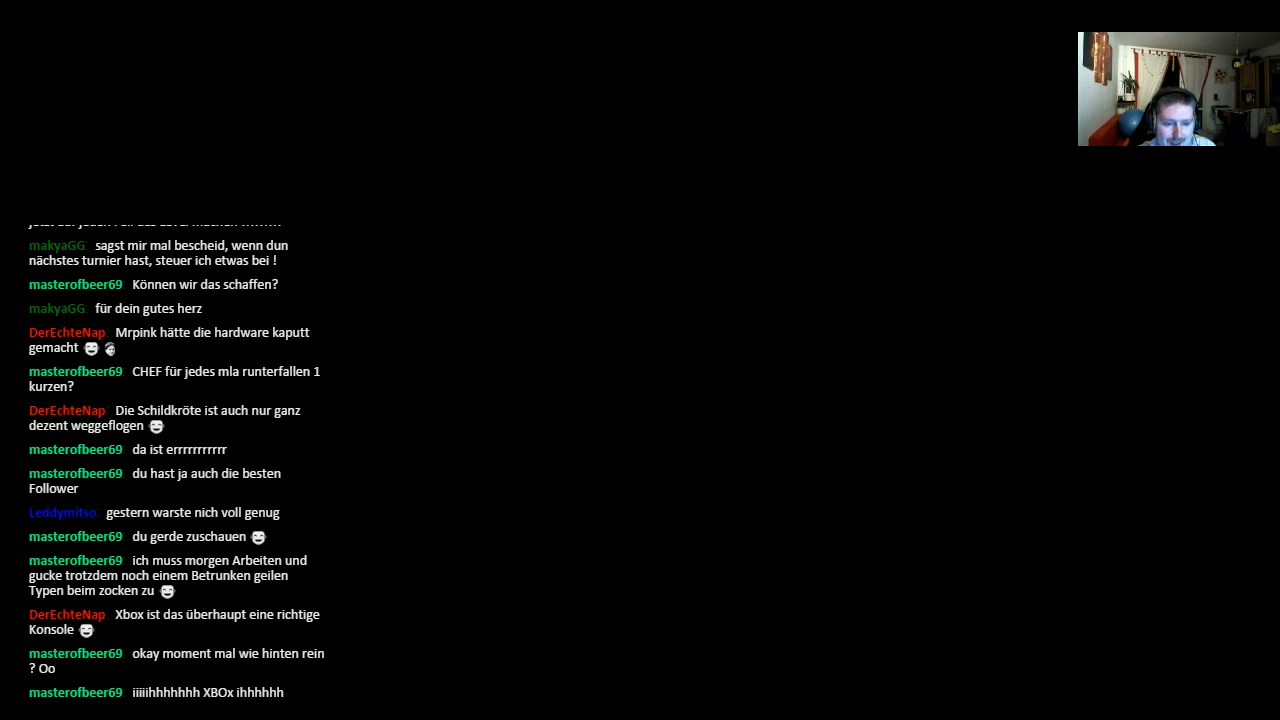 makyaGG: sagst mir mal bescheid, wenn dun
nächstes turnier hast, steuer ich etwas bei !
masterofbeer69 Können wir das schaffen?
makyaGG: für dein gutes herz
DerEchteNap Mrpink hätte die hardware kaputt
gemacht
masterofbeer69 CHEF für jedes mla runterfallen 1
kurzen?
DerEchteNap Die Schildkröte ist auch nur ganz
dezent weggeflogen
masterofbeer69 da ist errrrrrrrrrr
masterofbeer69 du hast ja auch die besten
Follower
Leddymitso: gestern warste nich voll genug
masterofbeer69 du gerde zuschauen
masterofbeer69 ich muss morgen Arbeiten und
gucke trotzdem noch einem Betrunken geilen
Typen beim zocken zu
DerEchteNap Xbox ist das überhaupt eine richtige
Konsole
masterofbeer69 okay moment mal wie hinten rein
? Oo
masterofbeer69 iiiiihhhhhhh XBOx ihhhhhh